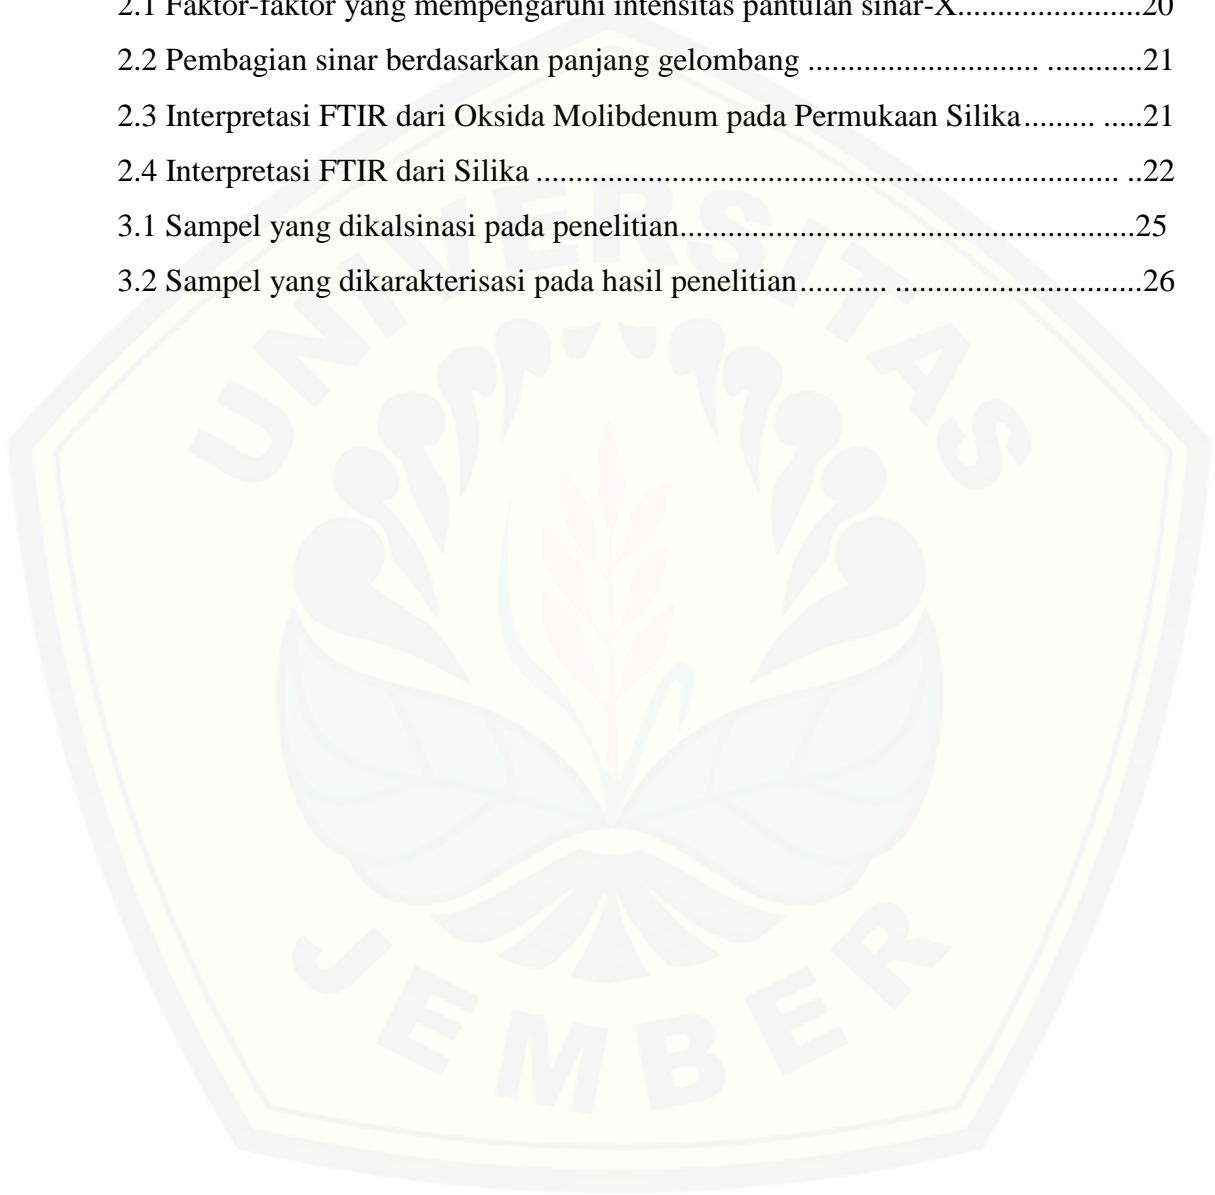 2.1 Faktor-faktor yang mempengaruhi intensitas pantulan sinar-X.......................20
2.2 Pembagian sinar berdasarkan panjang gelombang ............................. ............21
2.3 Interpretasi FTIR dari Oksida Molibdenum pada Permukaan Silika......... .....21
2.4 Interpretasi FTIR dari Silika ......................................................................... ..22
3.1 Sampel yang dikalsinasi pada penelitian.........................................................25
3.2 Sampel yang dikarakterisasi pada hasil penelitian........... ...............................26
UNIVERSITAS
JEMBER